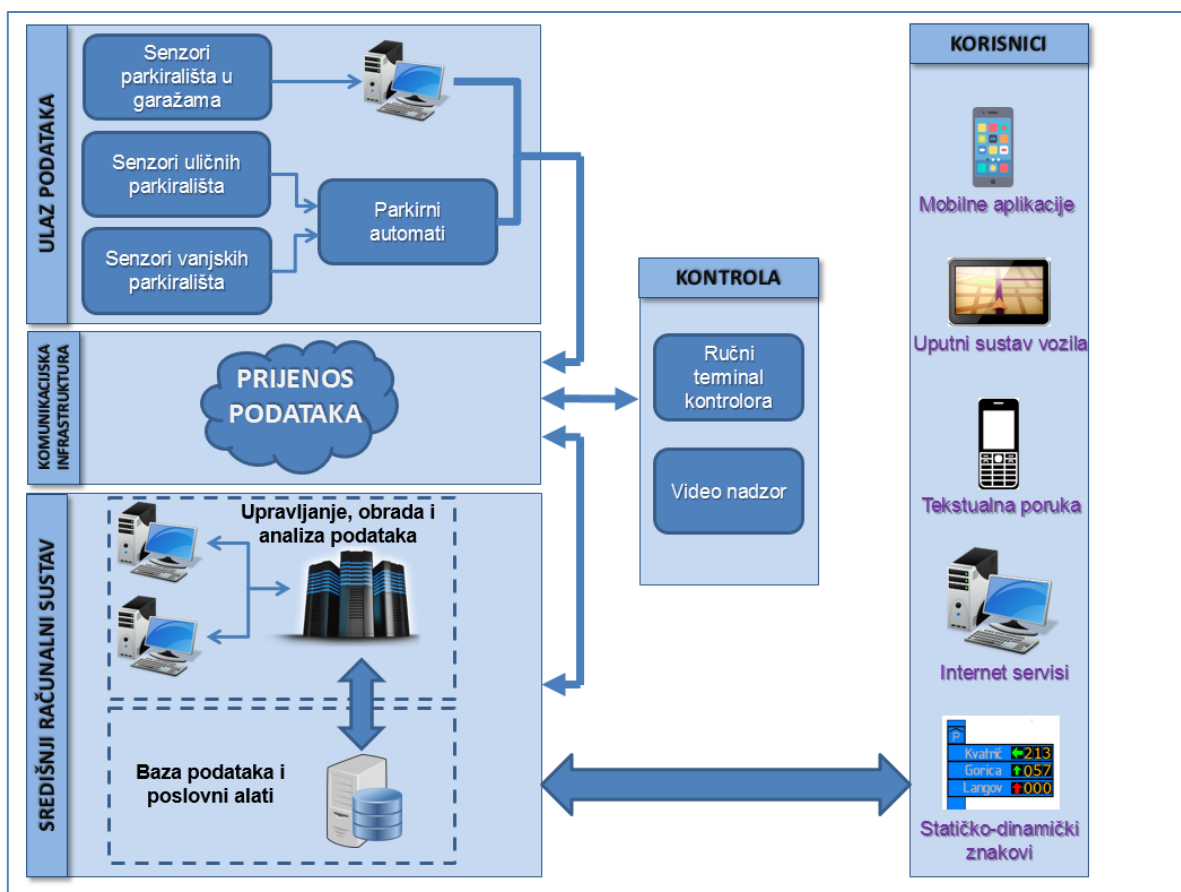 ULAZ PODATAKA
Senzori
parkirališta u
garažama
Senzori uličnih
parkirališta
Senzori vanjskih
parkirališta
Parkirni
automati
KOMUNIKACIJSKA
INFRASTRUKTURA
PRIJENOS
PODATAKA
SREDIŠNJI RAČUNALNI SUSTAV
Upravljanje, obrada i
analiza podataka
Baza podataka i
poslovni alati
KONTROLA
Ručni
terminal
kontrolora
Video nadzor
KORISNICI
Mobilne aplikacije
Uputni sustav vozila
Tekstualna poruka
Internet servisi
P
Kvatrić 213
Gorica 057
Langov 000
Statičko-dinamički
znakovi